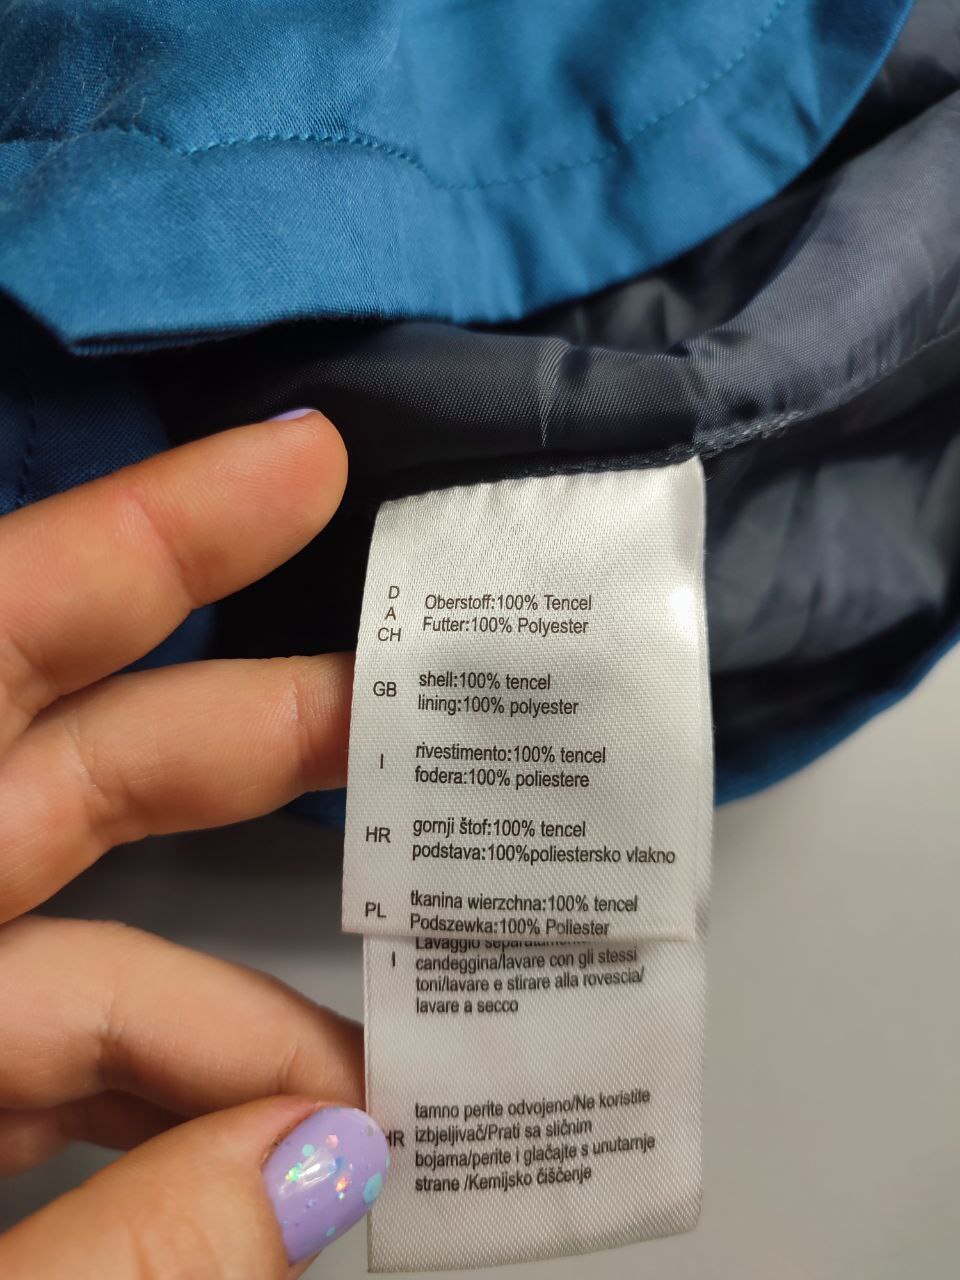 D
A
CH
Oberstoff:100% Tencel
Futter:100% Polyester
GB
shell:100% tencel
lining:100% polyester
I
rivestimento:100% tencel
fodera:100% poliestere
HR
gornji štof:100% tencel
podstava:100%poliestersko vlakno
PL
tkanina wierzchna:100% tencel
Podszewka:100% Poliester
I
Lavaggio
candeggina/lavare con gli stessi
toni/lavare e stirare alla rovescia/
lavare a secco
HR
tamno perite odvojeno/Ne koristite
izbjeljivač/Prati sa sličnim
bojama/perite i glačajte s unutarnje
strane /Kemijsko čiščenje